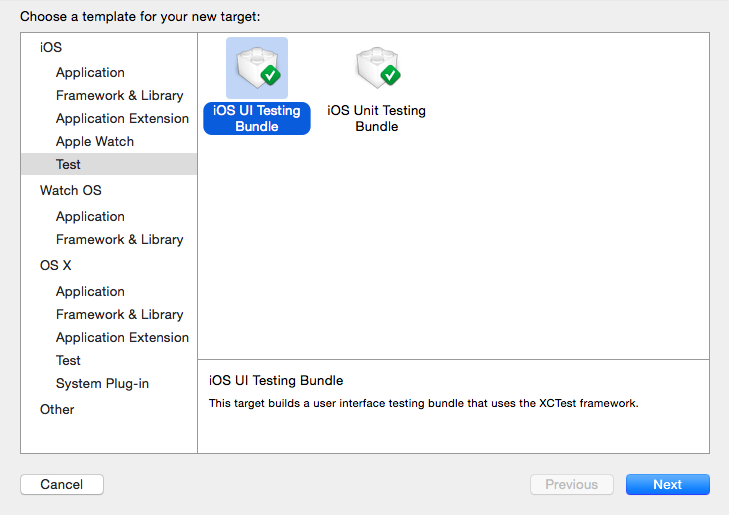 Choose a template for your new target:
iOS
Application
Framework & Library
Application Extension
Apple Watch
Test
Watch OS
Application
Framework & Library
OS X
Application
Framework & Library
Application Extension
Test
System Plug-in
Other
iOS UI Testing
Bundle
iOS Unit Testing
Bundle
iOS UI Testing Bundle
This target builds a user interface testing bundle that uses the XCTest framework.
Cancel
Previous
Next